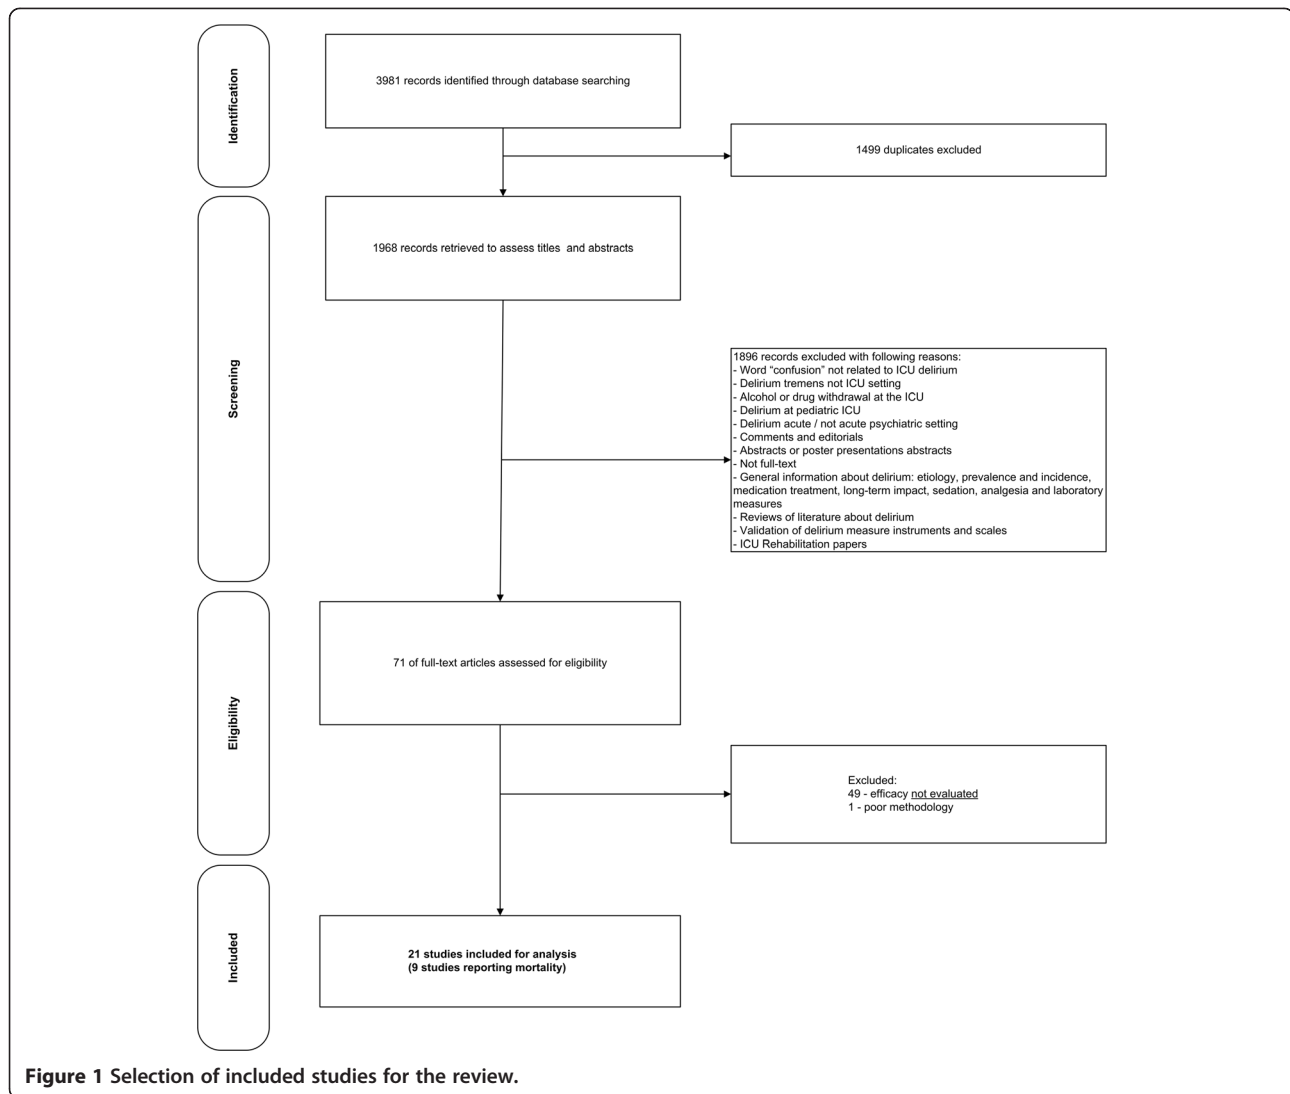 Identification
3981 records identified through database searching
1499 duplicates excluded
Screening
1968 records retrieved to assess titles and abstracts
1896 records excluded with following reasons:
- Word “confusion” not related to ICU delirium
- Delirium tremens not ICU setting
- Alcohol or drug withdrawal at the ICU
- Delirium at pediatric ICU
- Delirium acute / not acute psychiatric setting
- Comments and editorials
- Abstracts or poster presentations abstracts
- Not full-text
- General information about delirium: etiology, prevalence and incidence,
medication treatment, long-term impact, sedation, analgesia and laboratory
measures
- Reviews of literature about delirium
- Validation of delirium measure instruments and scales
- ICU Rehabilitation papers
Eligibility
71 of full-text articles assessed for eligibility
Excluded:
49 - efficacy not evaluated
1 - poor methodology
Included
21 studies included for analysis
(9 studies reporting mortality)
Figure 1 Selection of included studies for the review.